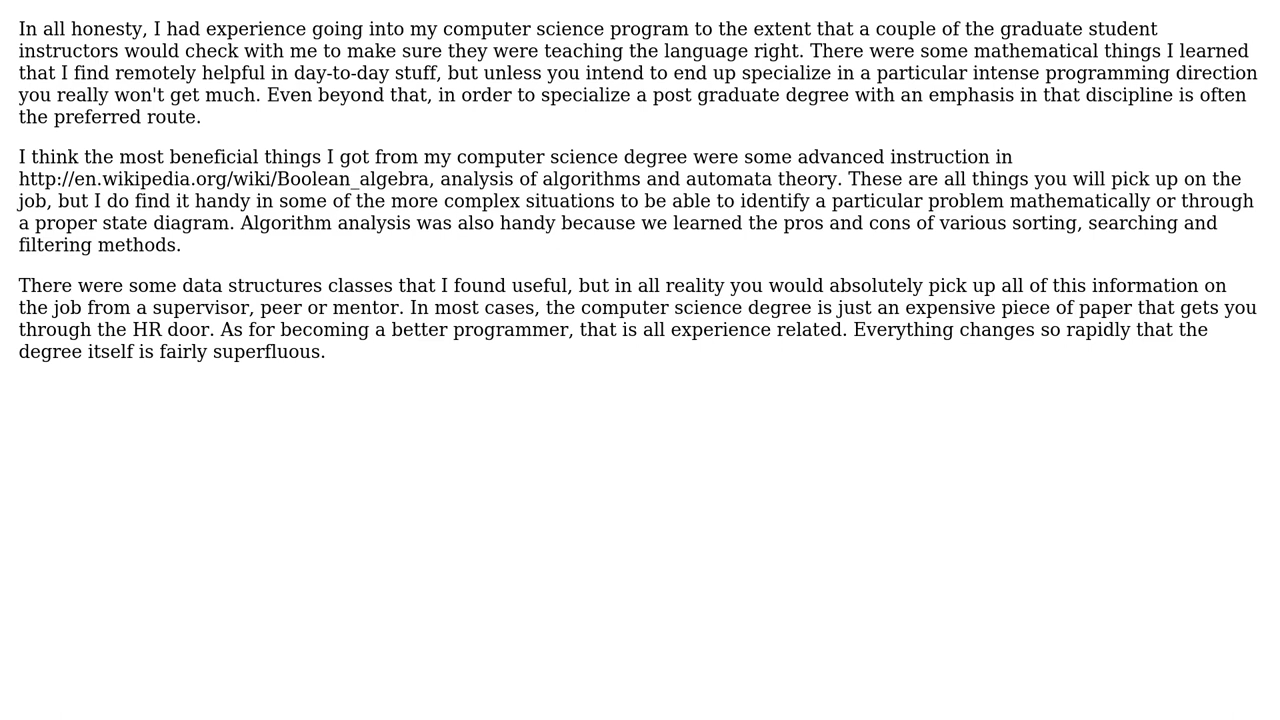 In all honesty, I had experience going into my computer science program to the extent that a couple of the graduate student
instructors would check with me to make sure they were teaching the language right. There were some mathematical things I learned
that I find remotely helpful in day-to-day stuff, but unless you intend to end up specialize in a particular intense programming direction
you really won't get much. Even beyond that, in order to specialize a post graduate degree with an emphasis in that discipline is often
the preferred route.
I think the most beneficial things I got from my computer science degree were some advanced instruction in
http://en.wikipedia.org/wiki/Boolean_algebra, analysis of algorithms and automata theory. These are all things you will pick up on the
job, but I do find it handy in some of the more complex situations to be able to identify a particular problem mathematically or through
a proper state diagram. Algorithm analysis was also handy because we learned the pros and cons of various sorting, searching and
filtering methods.
There were some data structures classes that I found useful, but in all reality you would absolutely pick up all of this information on
the job from a supervisor, peer or mentor. In most cases, the computer science degree is just an expensive piece of paper that gets you
through the HR door. As for becoming a better programmer, that is all experience related. Everything changes so rapidly that the
degree itself is fairly superfluous.